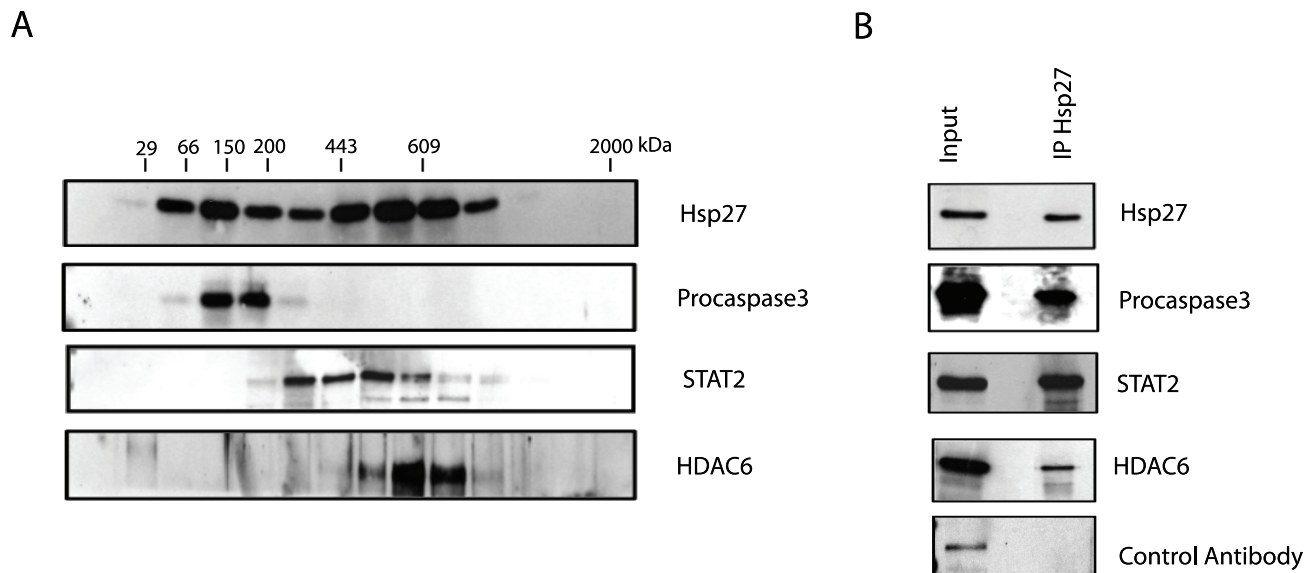 A
29 66 150 200 443 609 2000 kDa
Hsp27
Procaspase3
STAT2
HDAC6
B
Input
IP Hsp27
Hsp27
Procaspase3
STAT2
HDAC6
Control Antibody